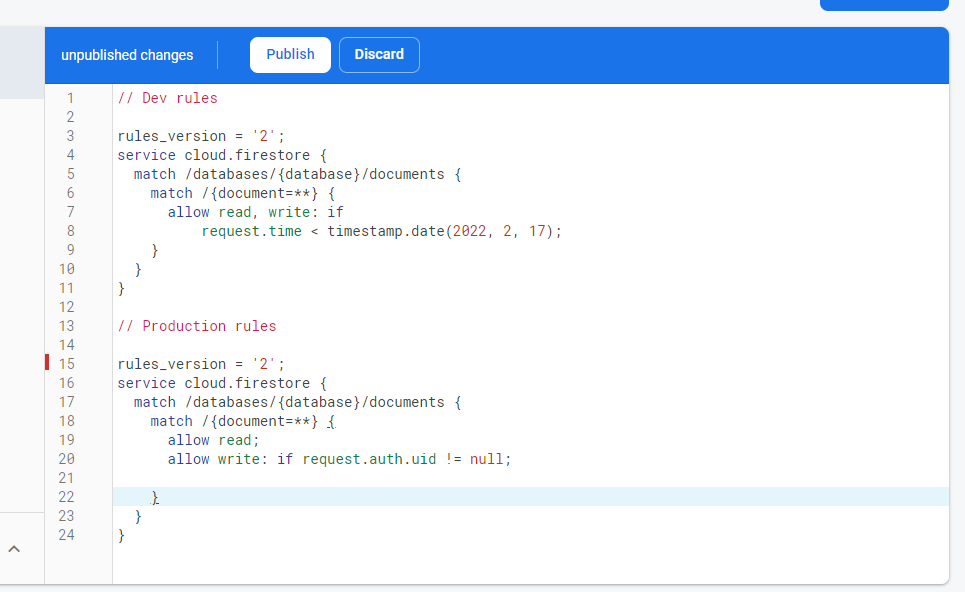 unpublished changes Publish Discard
1 // Dev rules
2
3 rules_version = '2';
4 service cloud.firestore {
5   match /databases/{database}/documents {
6     match /{document=**} {
7       allow read, write: if
8           request.time < timestamp.date(2022, 2, 17);
9     }
10   }
11 }
12
13 // Production rules
14
15 rules_version = '2';
16 service cloud.firestore {
17   match /databases/{database}/documents {
18     match /{document=**} {
19       allow read;
20       allow write: if request.auth.uid != null;
21
22     }
23   }
24 }